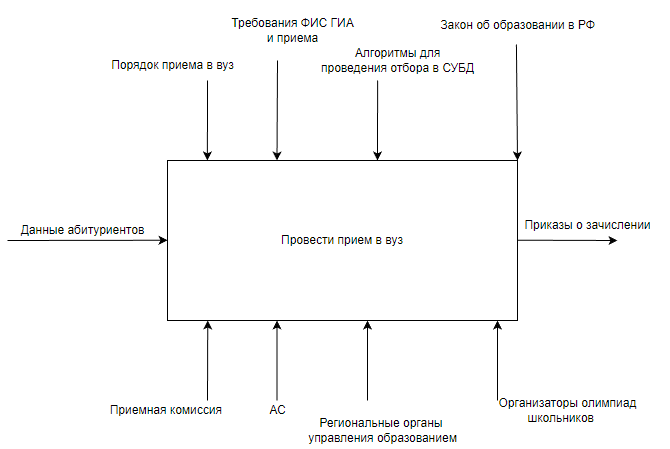 Требования ФИС ГИА
и приема
Закон об образовании в РФ
Порядок приема в вуз
Алгоритмы для
проведения отбора в СУБД
Данные абитуриентов
Провести прием в вуз
Приказы о зачислении
Приемная комиссия
АС
Региональные органы
управления образованием
Организаторы олимпиад
школьников